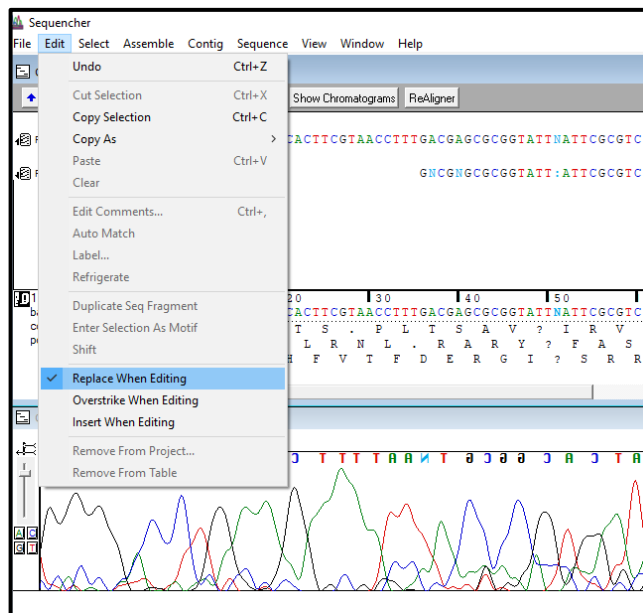 Sequencher
File Edit Select Assemble Contig Sequence View Window Help
Undo Ctrl+Z
Cut Selection Ctrl+X
Copy Selection Ctrl+C
Copy As >
Paste Ctrl+V
Clear
Edit Comments... Ctrl+,
Auto Match
Label...
Refrigerate
Duplicate Seq Fragment
Enter Selection As Motif
Shift
Replace When Editing
Overstrike When Editing
Insert When Editing
Remove From Project...
Remove From Table
Show Chromatograms ReAligner
CACTTCGTAACCTTTGACGAGCGCGGTATTNATTCGCGTC
GNCGNGCGCGGTATT:ATTCGCGTC
20 30 40 50
CACTTCGTAACCTTTGACGAGCGCGGTATTNATTCGCGTC
T S . P L T S A V ? I R V
L R N L . R A R Y ? F A S
H F V T F D E R G I ? S R R
A C
G T